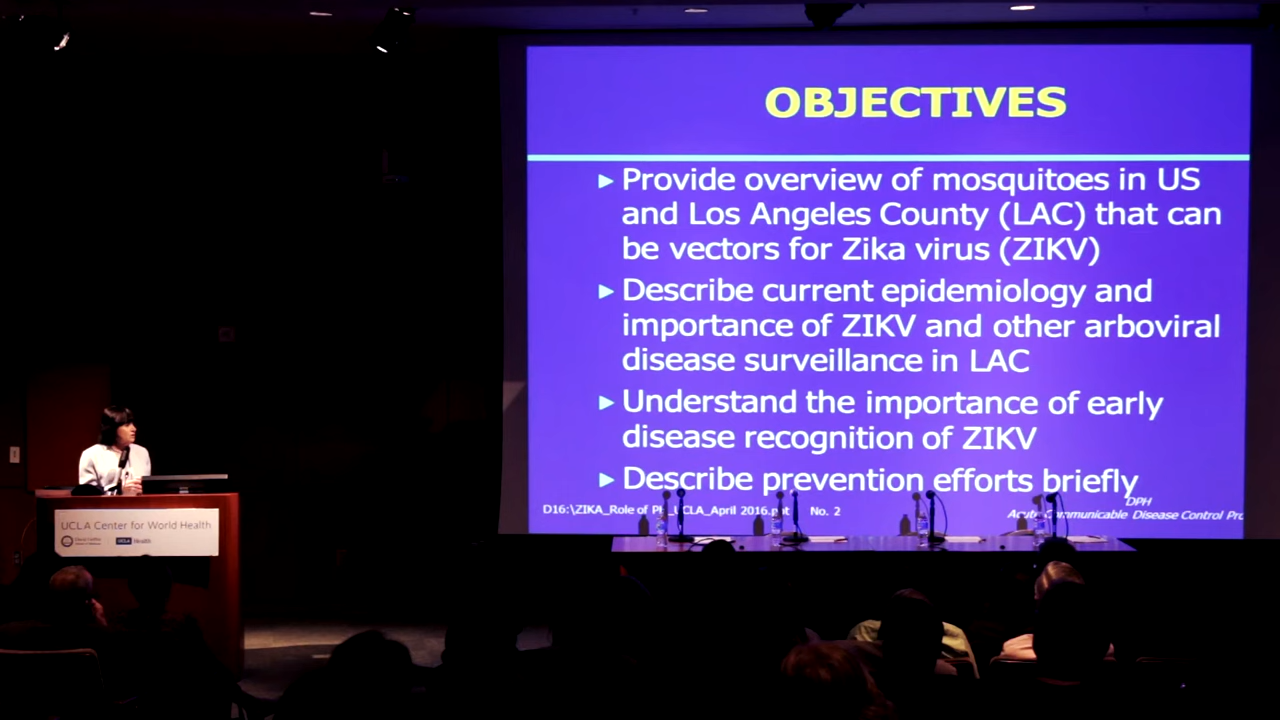 OBJECTIVES
Provide overview of mosquitoes in US
and Los Angeles County (LAC) that can
be vectors for Zika virus (ZIKV)
Describe current epidemiology and
importance of ZIKV and other arboviral
disease surveillance in LAC
Understand the importance of early
disease recognition of ZIKV
Describe prevention efforts briefly
D16:\ZIKA_Role of PH_UCLA_April 2016.ppt No. 2
DPH
Acute Communicable Disease Control Pro
UCLA Center for World Health
UCLA Health